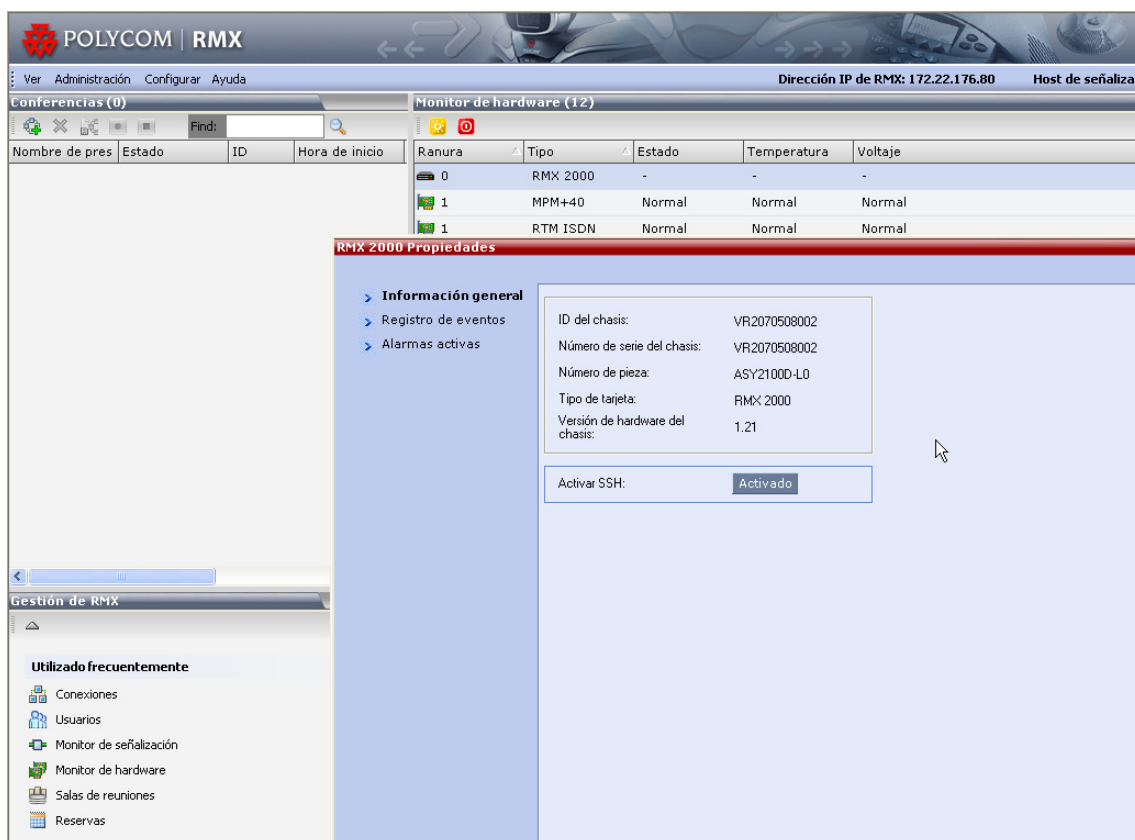 POLYCOM | RMX
Ver Administración Configurar Ayuda Dirección IP de RMX: 172.22.176.80 Host de señaliza
Conferencias (0)
Find:
Nombre de pres Estado ID Hora de inicio
Monitor de hardware (12)
Ranura Tipo Estado Temperatura Voltaje
0 RMX 2000 - - -
1 MPM+40 Normal Normal Normal
1 RTM ISDN Normal Normal Normal
RMX 2000 Propiedades
Información general
Registro de eventos
Alarmas activas
ID del chasis: VR2070508002
Número de serie del chasis: VR2070508002
Número de pieza: ASY2100D-L0
Tipo de tarjeta: RMX 2000
Versión de hardware del
chasis: 1.21
Activar SSH: Activado
Gestión de RMX
Utilizado frecuentemente
Conexiones
Usuarios
Monitor de señalización
Monitor de hardware
Salas de reuniones
Reservas